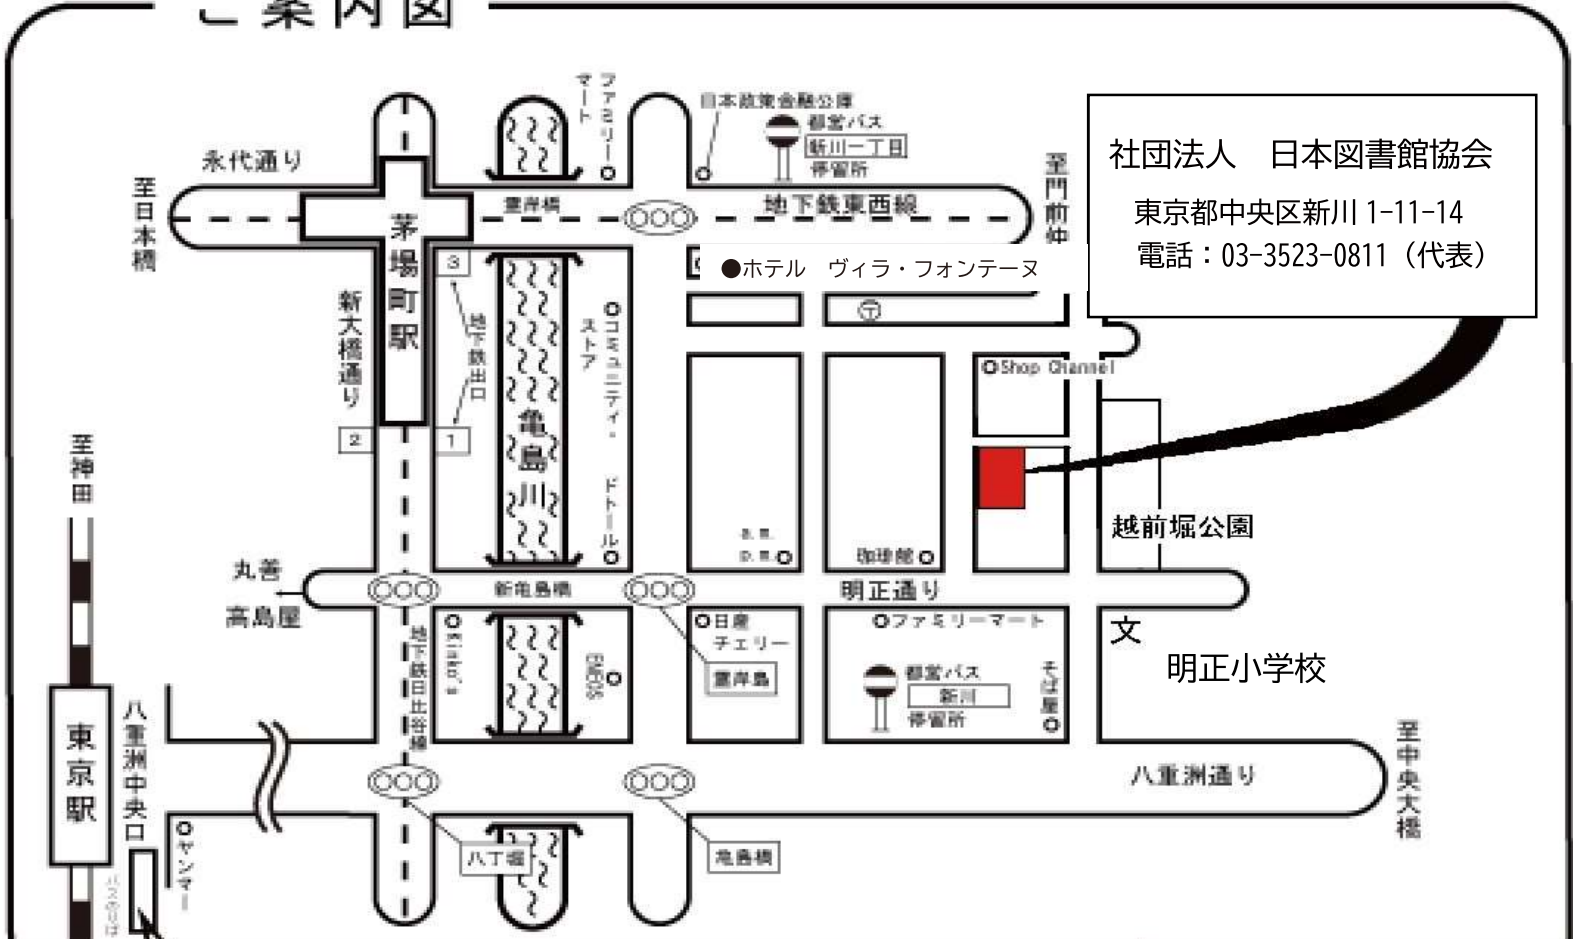 ご案内図
ファミリー
マート
日本政策金融公庫
都営バス
新川一丁目
停留所
永代通り
至日本橋
茅場町駅
霊岸橋
地下鉄東西線
至門前仲
社団法人　日本図書館協会
東京都中央区新川 1-11-14
電話：03-3523-0811（代表）
●ホテル　ヴィラ・フォンテーヌ
3
新大橋通り
地下鉄出口
コミュニティ・
ストア
Shop Channel
2
1
亀島川
ドトール
至神田
越前堀公園
a.m.
p.m.
珈琲館
丸善
高島屋
新亀島橋
明正通り
地下鉄日比谷線
Kinko's
ENEOS
日産
チェリー
霊岸島
ファミリーマート
都営バス
新川
停留所
そば屋
文
明正小学校
東京駅
八重洲中央口
八重洲通り
至中央大橋
ヤンマー
八丁堀
亀島橋
バスのりば